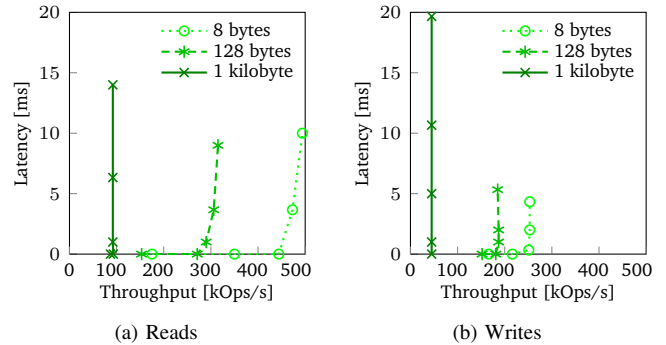 20
15
10
5
0
Latency [ms]
8 bytes
128 bytes
1 kilobyte
0 100 200 300 400 500
Throughput [kOps/s]
(a) Reads
20
15
10
5
0
Latency [ms]
8 bytes
128 bytes
1 kilobyte
0 100 200 300 400 500
Throughput [kOps/s]
(b) Writes